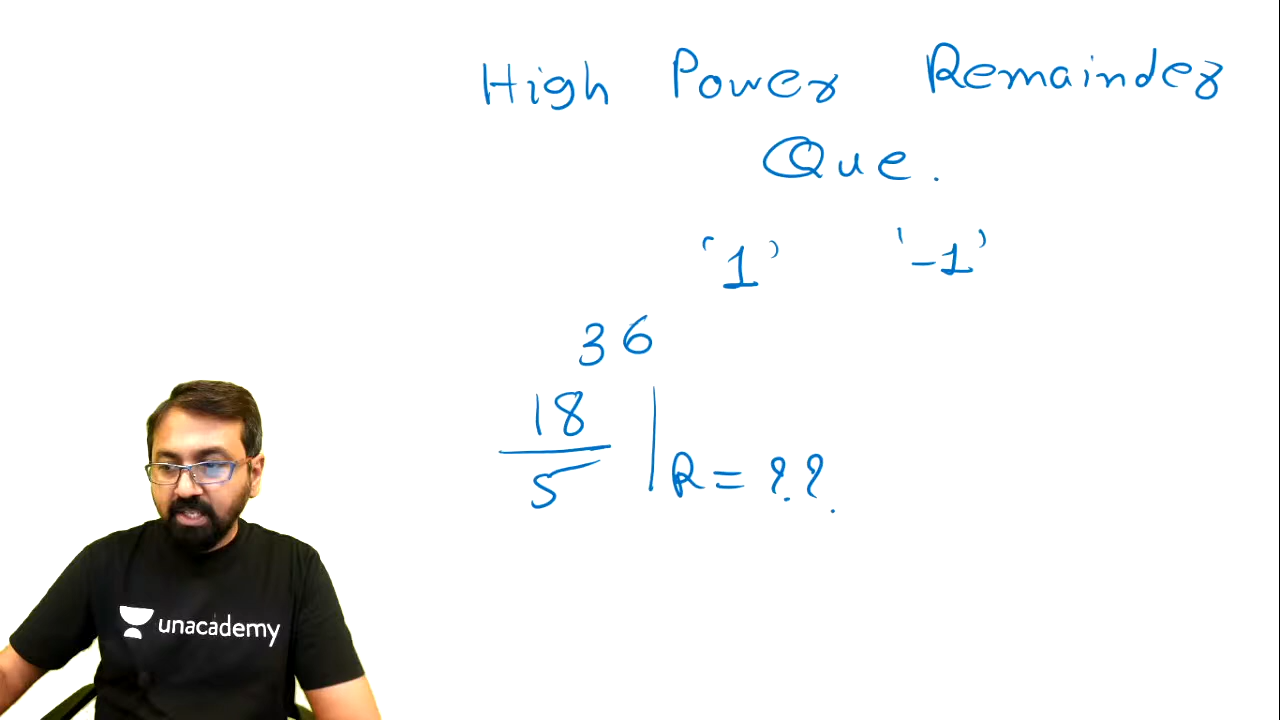 High Power Remainder
Que.
'1' '-1'
36
18
5
R = ??
unacademy